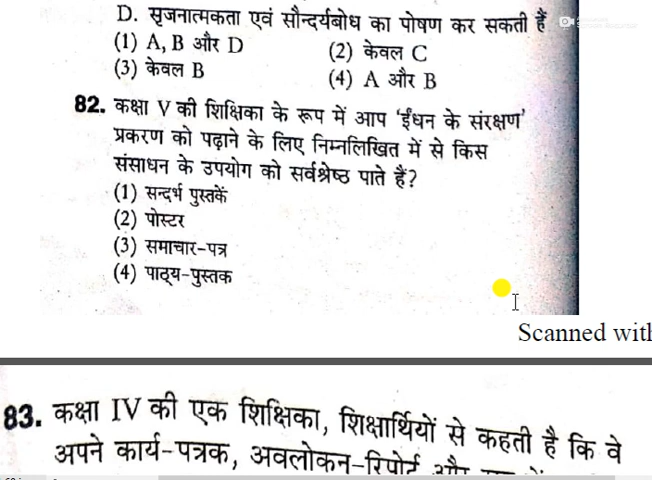 D. सृजनात्मकता एवं सौन्दर्यबोध का पोषण कर सकती हैं
(1) A, B और D (2) केवल C
(3) केवल B (4) A और B
82. कक्षा V की शिक्षिका के रूप में आप ‘ईंधन के संरक्षण’
प्रकरण को पढ़ाने के लिए निम्नलिखित में से किस
संसाधन के उपयोग को सर्वश्रेष्ठ पाते हैं?
(1) सन्दर्भ पुस्तकें
(2) पोस्टर
(3) समाचार-पत्र
(4) पाठ्य-पुस्तक
Scanned with
83. कक्षा IV की एक शिक्षिका, शिक्षार्थियों से कहती है कि वे
अपने कार्य-पत्रक, अवलोकन-रिपोर्ट और